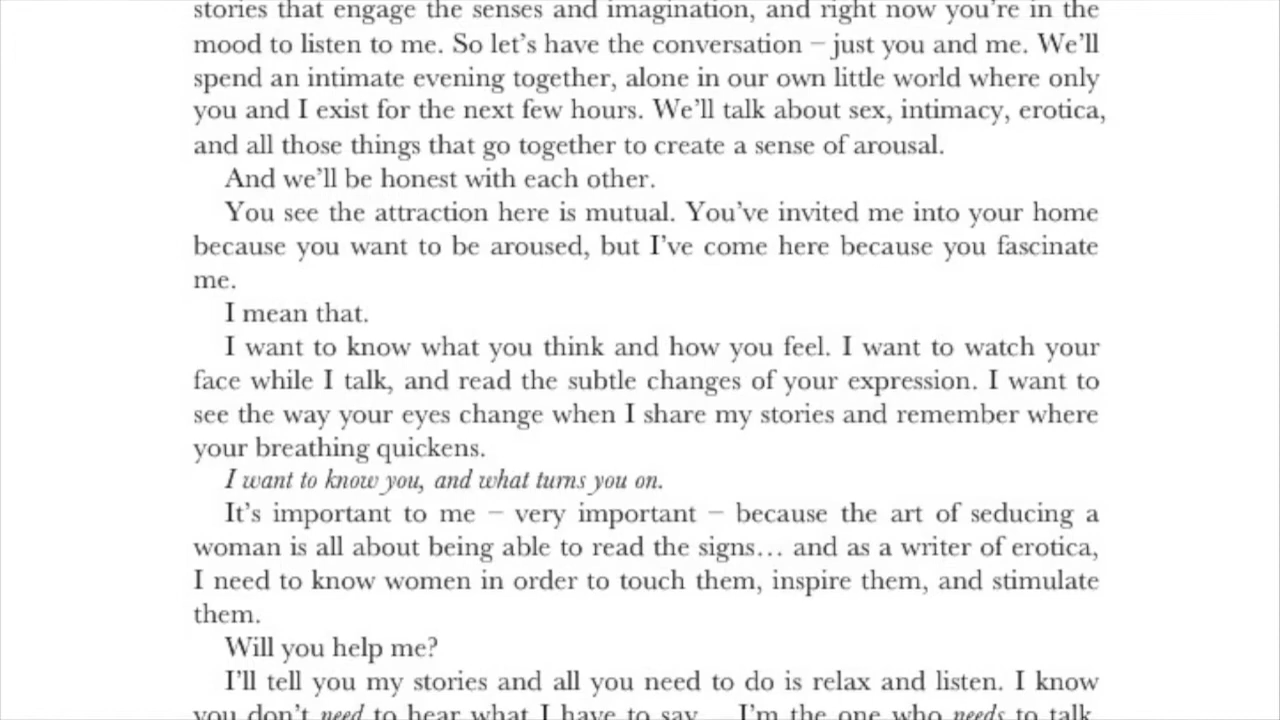 stories that engage the senses and imagination, and right now you're in the
mood to listen to me. So let's have the conversation – just you and me. We'll
spend an intimate evening together, alone in our own little world where only
you and I exist for the next few hours. We'll talk about sex, intimacy, erotica,
and all those things that go together to create a sense of arousal.
And we'll be honest with each other.
You see the attraction here is mutual. You've invited me into your home
because you want to be aroused, but I've come here because you fascinate
me.
I mean that.
I want to know what you think and how you feel. I want to watch your
face while I talk, and read the subtle changes of your expression. I want to
see the way your eyes change when I share my stories and remember where
your breathing quickens.
I want to know you, and what turns you on.
It's important to me – very important – because the art of seducing a
woman is all about being able to read the signs… and as a writer of erotica,
I need to know women in order to touch them, inspire them, and stimulate
them.
Will you help me?
I'll tell you my stories and all you need to do is relax and listen. I know
you don't need to hear what I have to say… I'm the one who needs to talk